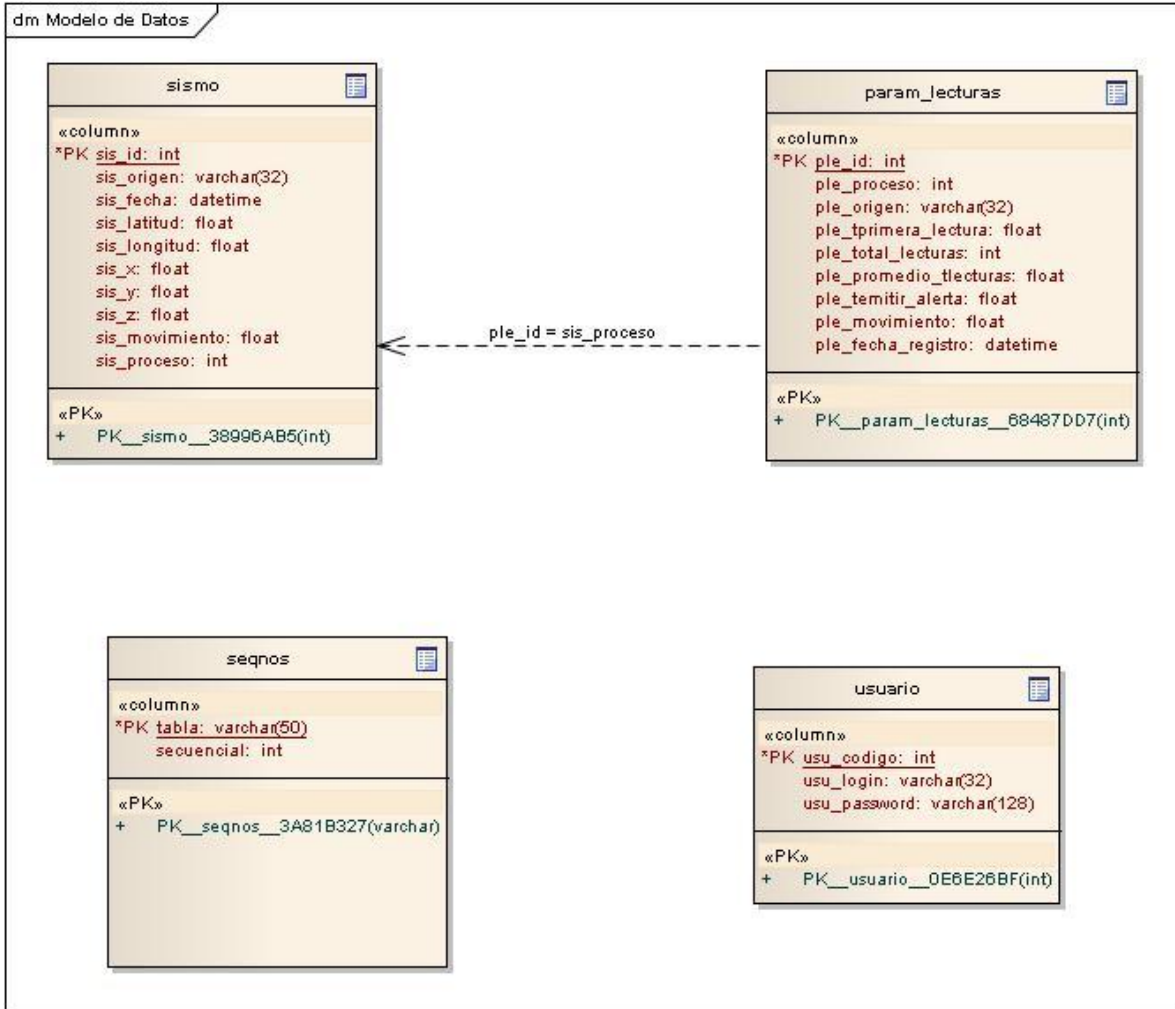 dm Modelo de Datos
sismo
«column»
*PK sis_id: int
sis_origen: varchar(32)
sis_fecha: datetime
sis_latitud: float
sis_longitud: float
sis_x: float
sis_y: float
sis_z: float
sis_movimiento: float
sis_proceso: int
«PK»
+ PK__sismo__38996AB5(int)
ple_id = sis_proceso
param_lecturas
«column»
*PK ple_id: int
ple_proceso: int
ple_origen: varchar(32)
ple_tprimera_lectura: float
ple_total_lecturas: int
ple_promedio_tlecturas: float
ple_temitir_alerta: float
ple_movimiento: float
ple_fecha_registro: datetime
«PK»
+ PK__param_lecturas__68487DD7(int)
seqnos
«column»
*PK tabla: varchar(50)
secuencial: int
«PK»
+ PK__seqnos__3A81B327(varchar)
usuario
«column»
*PK usu_codigo: int
usu_login: varchar(32)
usu_password: varchar(128)
«PK»
+ PK__usuario__0E6E26BF(int)